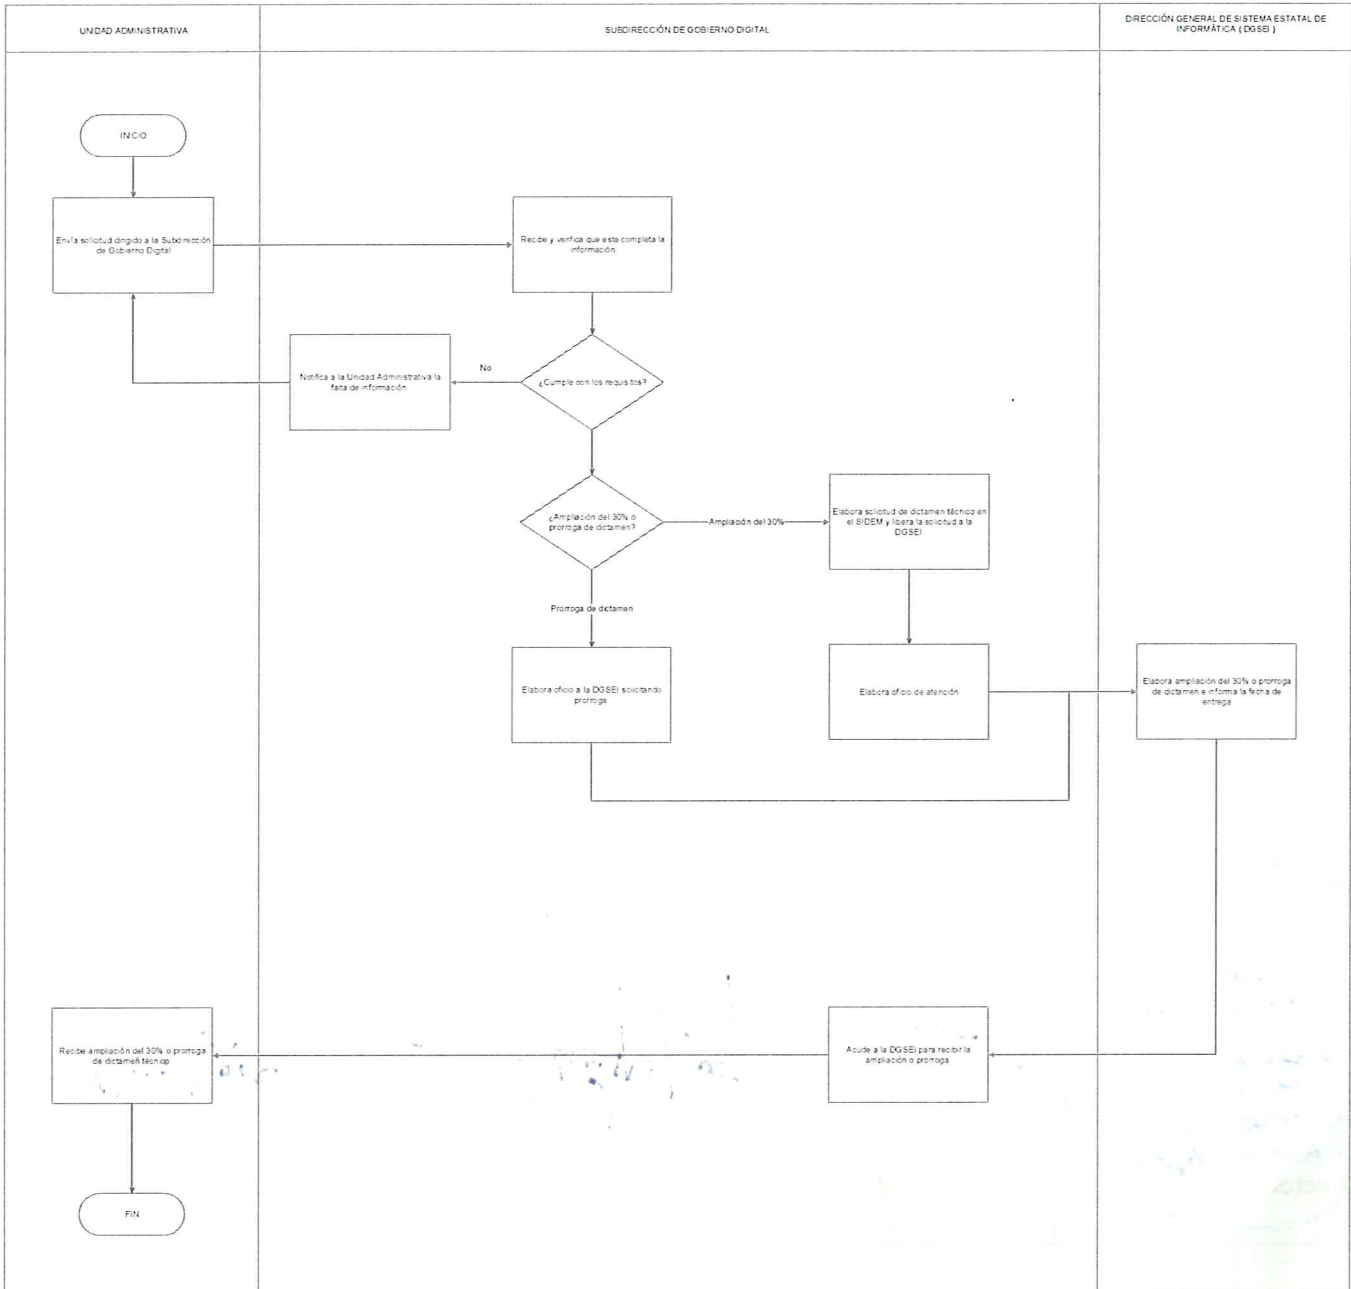 UNIDAD ADMINISTRATIVA
SUBDIRECCIÓN DE GOBIERNO DIGITAL
DIRECCIÓN GENERAL DE SISTEMA ESTATAL DE
INFORMÁTICA ( DGSEI )
INICIO
Envía solicitud dirigido a la Subdirección
de Gobierno Digital
Recibe y verifica que este completa la
información
¿Cumple con los requisitos?
No
Notifica a la Unidad Administrativa la
falta de información
¿Ampliación del 30% o
prorroga de dictamen?
Ampliación del 30%
Elabora solicitud de dictamen técnico en
el SIDEM y libera la solicitud a la
DGSEI
Prorroga de dictamen
Elabora oficio a la DGSEI solicitando
prorroga
Elabora oficio de atención
Elabora ampliación del 30% o prorroga
de dictamen e informa la fecha de
entrega
Recibe ampliación del 30% o prorroga
de dictamen técnico
Acude a la DGSEI para recibir la
ampliación o prorroga
FIN